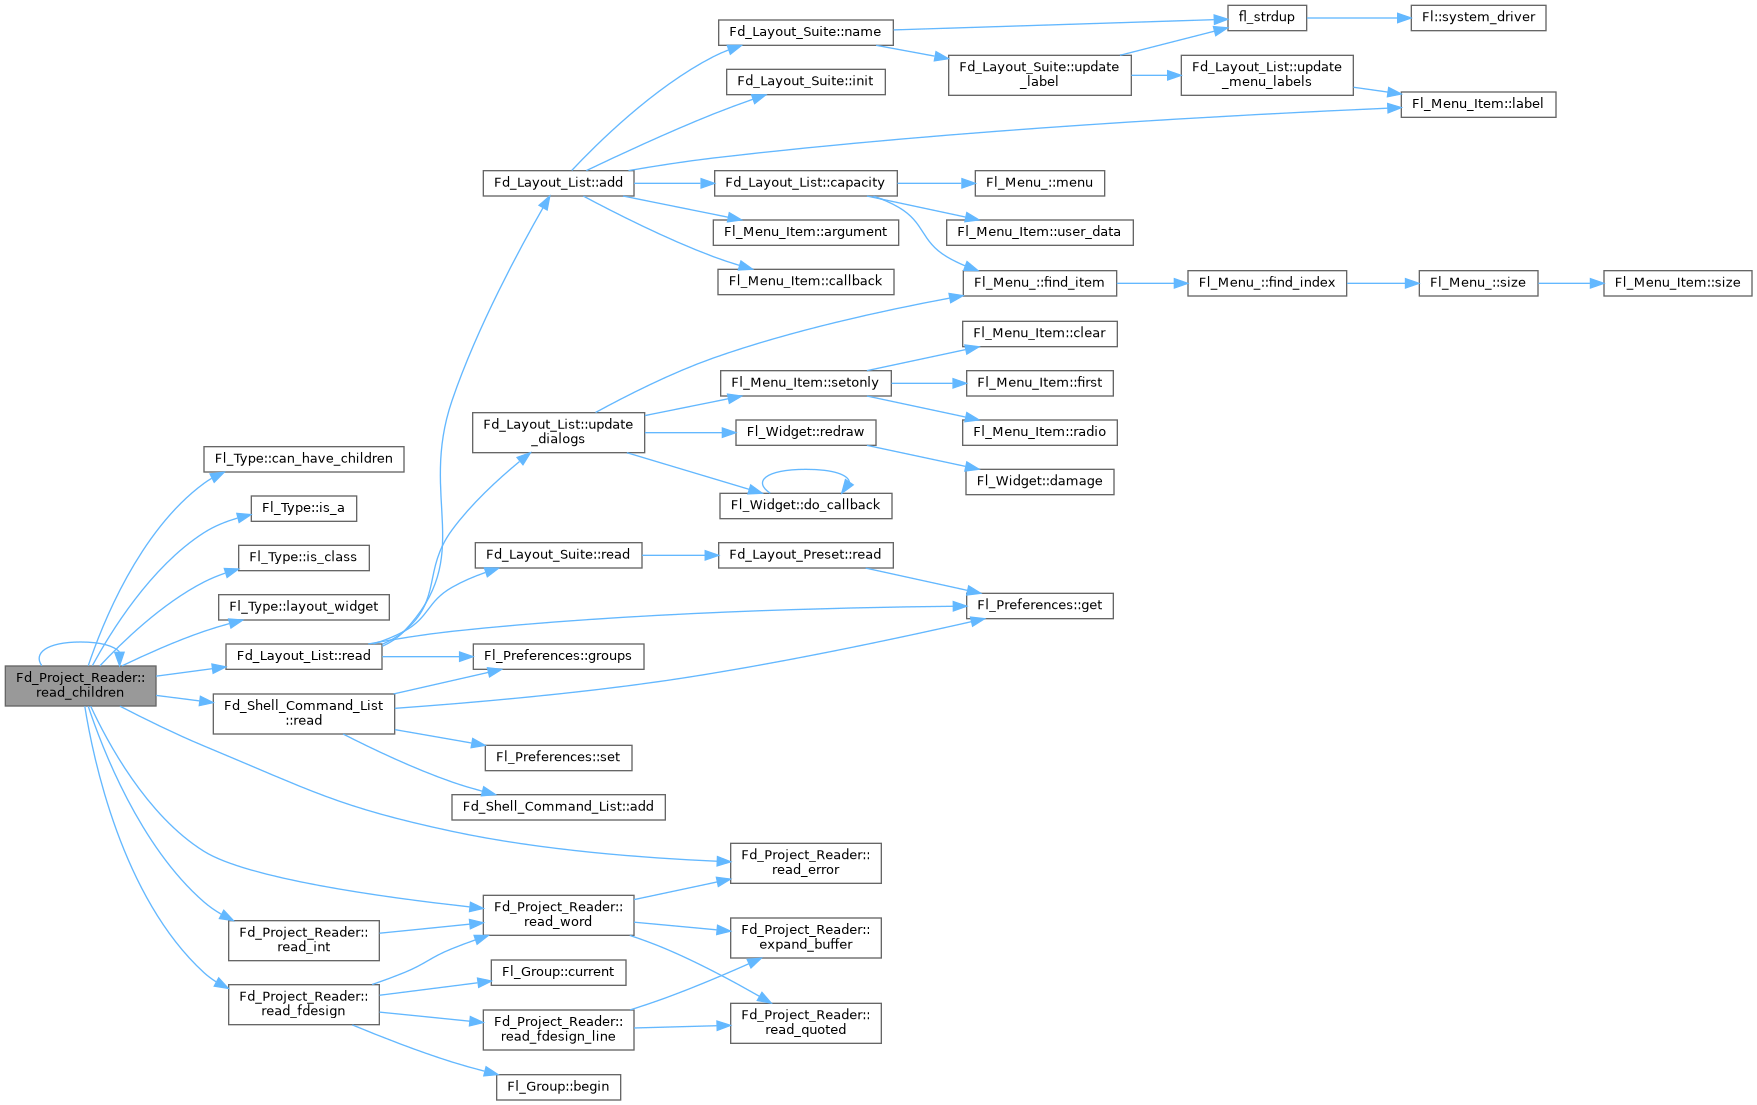 Fd_Layout_Suite::name
fl_strdup
Fl::system_driver
Fd_Layout_Suite::update
_label
Fd_Layout_List::update
_menu_labels
Fd_Layout_Suite::init
Fl_Menu_Item::label
Fd_Layout_List::add
Fd_Layout_List::capacity
Fl_Menu_::menu
Fl_Menu_Item::argument
Fl_Menu_Item::user_data
Fl_Menu_Item::callback
Fl_Menu_::find_item
Fl_Menu_::find_index
Fl_Menu_::size
Fl_Menu_Item::size
Fl_Menu_Item::clear
Fl_Menu_Item::setonly
Fl_Menu_Item::first
Fd_Layout_List::update
_dialogs
Fl_Widget::redraw
Fl_Menu_Item::radio
Fl_Type::can_have_children
Fl_Widget::damage
Fl_Type::is_a
Fl_Widget::do_callback
Fl_Type::is_class
Fd_Layout_Suite::read
Fd_Layout_Preset::read
Fl_Type::layout_widget
Fl_Preferences::get
Fd_Layout_List::read
Fl_Preferences::groups
Fd_Project_Reader::
read_children
Fd_Shell_Command_List
::read
Fl_Preferences::set
Fd_Shell_Command_List::add
Fd_Project_Reader::
read_error
Fd_Project_Reader::
read_word
Fd_Project_Reader::
read_int
Fd_Project_Reader::
expand_buffer
Fl_Group::current
Fd_Project_Reader::
read_fdesign
Fd_Project_Reader::
read_fdesign_line
Fd_Project_Reader::
read_quoted
Fl_Group::begin